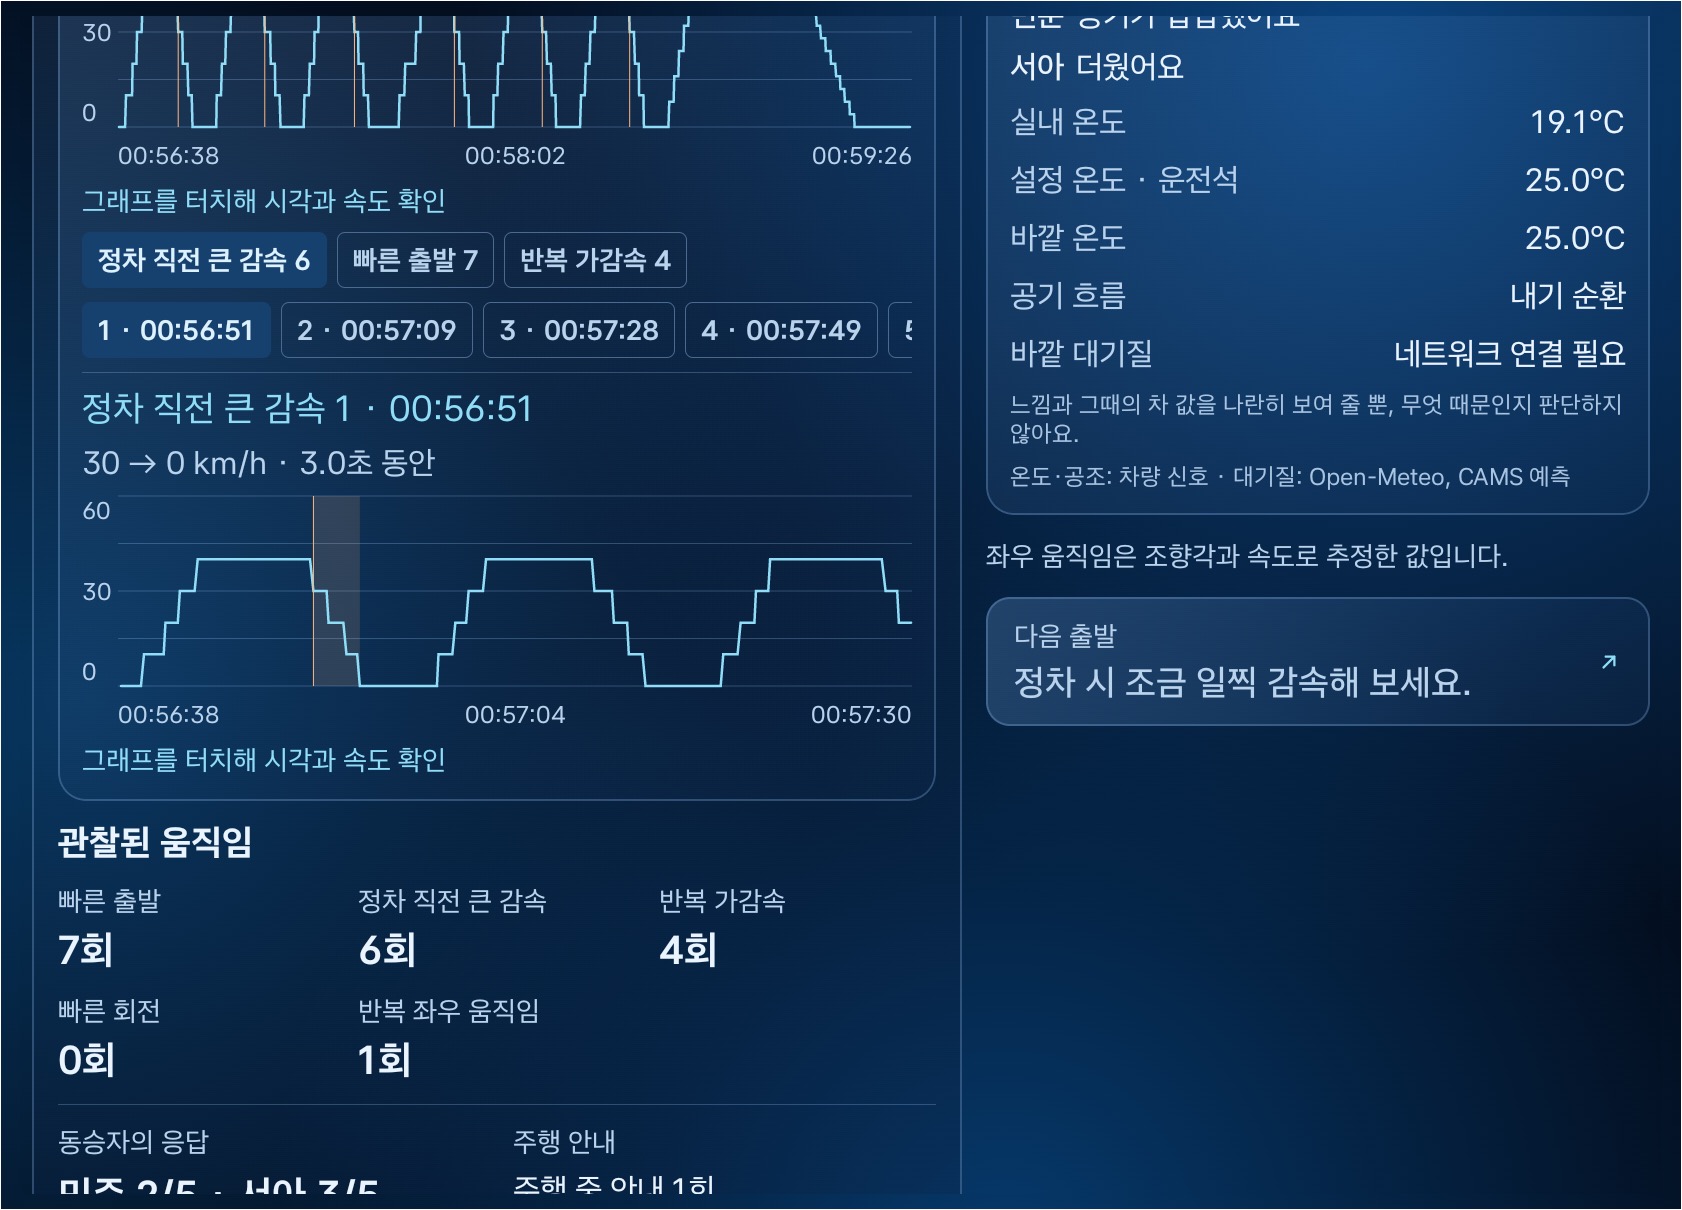 30
0
00:56:38 00:58:02 00:59:26
그래프를 터치해 시각과 속도 확인
정차 직전 큰 감속 6 빠른 출발 7 반복 가감속 4
1 · 00:56:51 2 · 00:57:09 3 · 00:57:28 4 · 00:57:49
정차 직전 큰 감속 1 · 00:56:51
30 → 0 km/h · 3.0초 동안
60
30
0
00:56:38 00:57:04 00:57:30
그래프를 터치해 시각과 속도 확인
관찰된 움직임
빠른 출발 정차 직전 큰 감속 반복 가감속
7회 6회 4회
빠른 회전 반복 좌우 움직임
0회 1회
동승자의 응답 주행 안내
민준 2/5 · 서아 3/5 주행 중 안내 1회
서아 더웠어요
실내 온도 19.1°C
설정 온도 · 운전석 25.0°C
바깥 온도 25.0°C
공기 흐름 내기 순환
바깥 대기질 네트워크 연결 필요
느낌과 그때의 차 값을 나란히 보여 줄 뿐, 무엇 때문인지 판단하지
않아요.
온도·공조: 차량 신호 · 대기질: Open-Meteo, CAMS 예측
좌우 움직임은 조향각과 속도로 추정한 값입니다.
다음 출발
정차 시 조금 일찍 감속해 보세요.